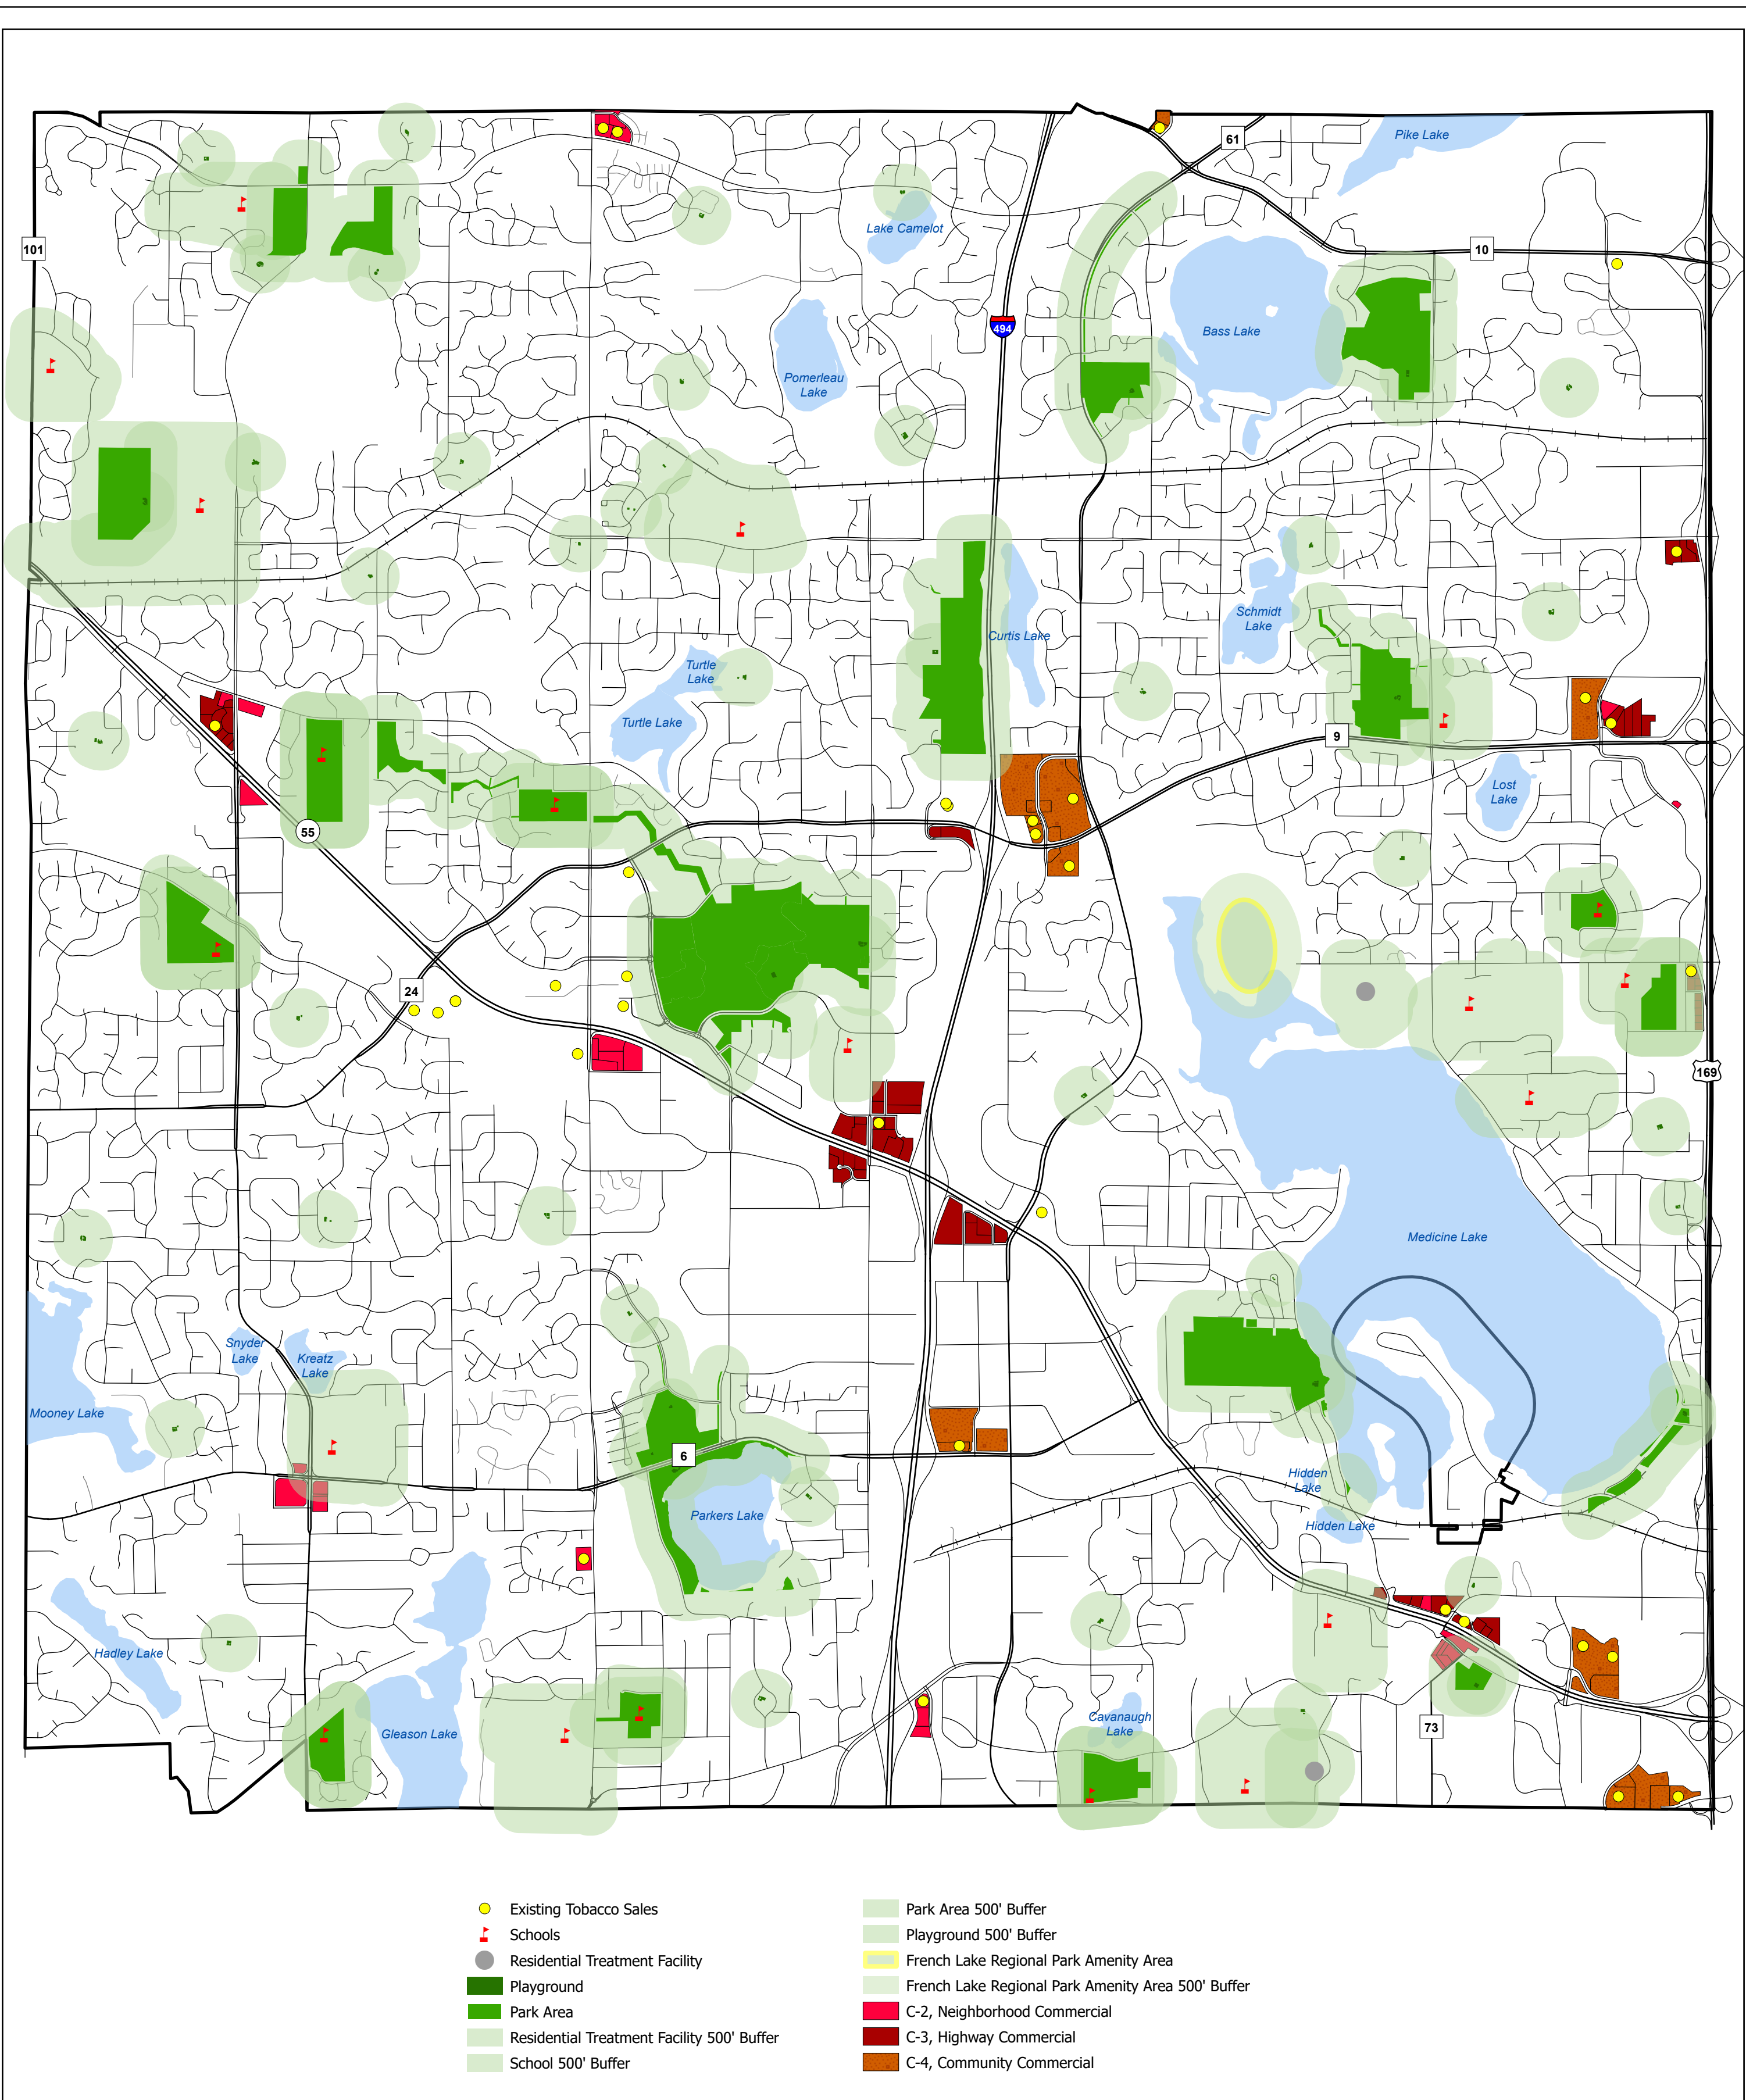 61
Pike Lake
Lake Camelot
101
10
494
Bass Lake
Pomerleau
Lake
Schmidt
Lake
Curtis Lake
Turtle
Lake
Turtle Lake
9
Lost
Lake
55
24
169
Medicine Lake
Snyder
Lake
Kreatz
Lake
Mooney Lake
6
Hidden
Lake
Parkers Lake
Hidden Lake
Hadley Lake
Gleason Lake
Cavanaugh
Lake
73
Existing Tobacco Sales
Schools
Residential Treatment Facility
Playground
Park Area
Residential Treatment Facility 500' Buffer
School 500' Buffer
Park Area 500' Buffer
Playground 500' Buffer
French Lake Regional Park Amenity Area
French Lake Regional Park Amenity Area 500' Buffer
C-2, Neighborhood Commercial
C-3, Highway Commercial
C-4, Community Commercial